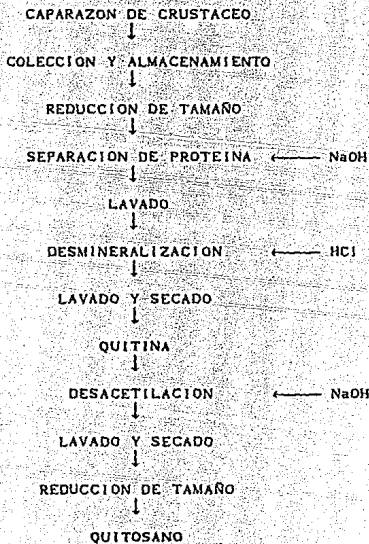 CAPARAZON DE CRUSTACEO
COLECCION Y ALMACENAMIENTO
REDUCCION DE TAMAÑO
SEPARACION DE PROTEINA ← NaOH
LAVADO
DESMINERALIZACION ← HCl
LAVADO Y SECADO
QUITINA
DESACETILACION ← NaOH
LAVADO Y SECADO
REDUCCION DE TAMAÑO
QUITOSANO